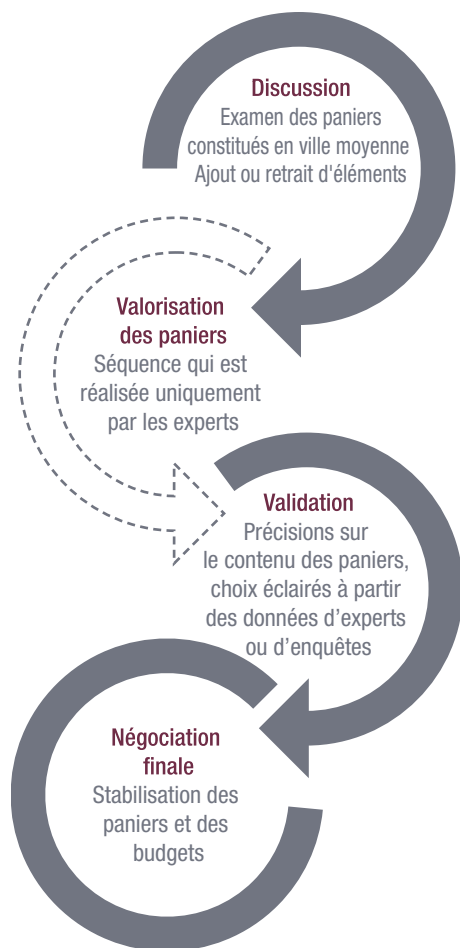 Discussion
Examen des paniers
constitués en ville moyenne
Ajout ou retrait d'éléments
Valorisation
des paniers
Séquence qui est
réalisée uniquement
par les experts
Validation
Précisions sur
le contenu des paniers,
choix éclairés à partir
des données d’experts
ou d’enquêtes
Négociation
finale
Stabilisation des
paniers et des
budgets